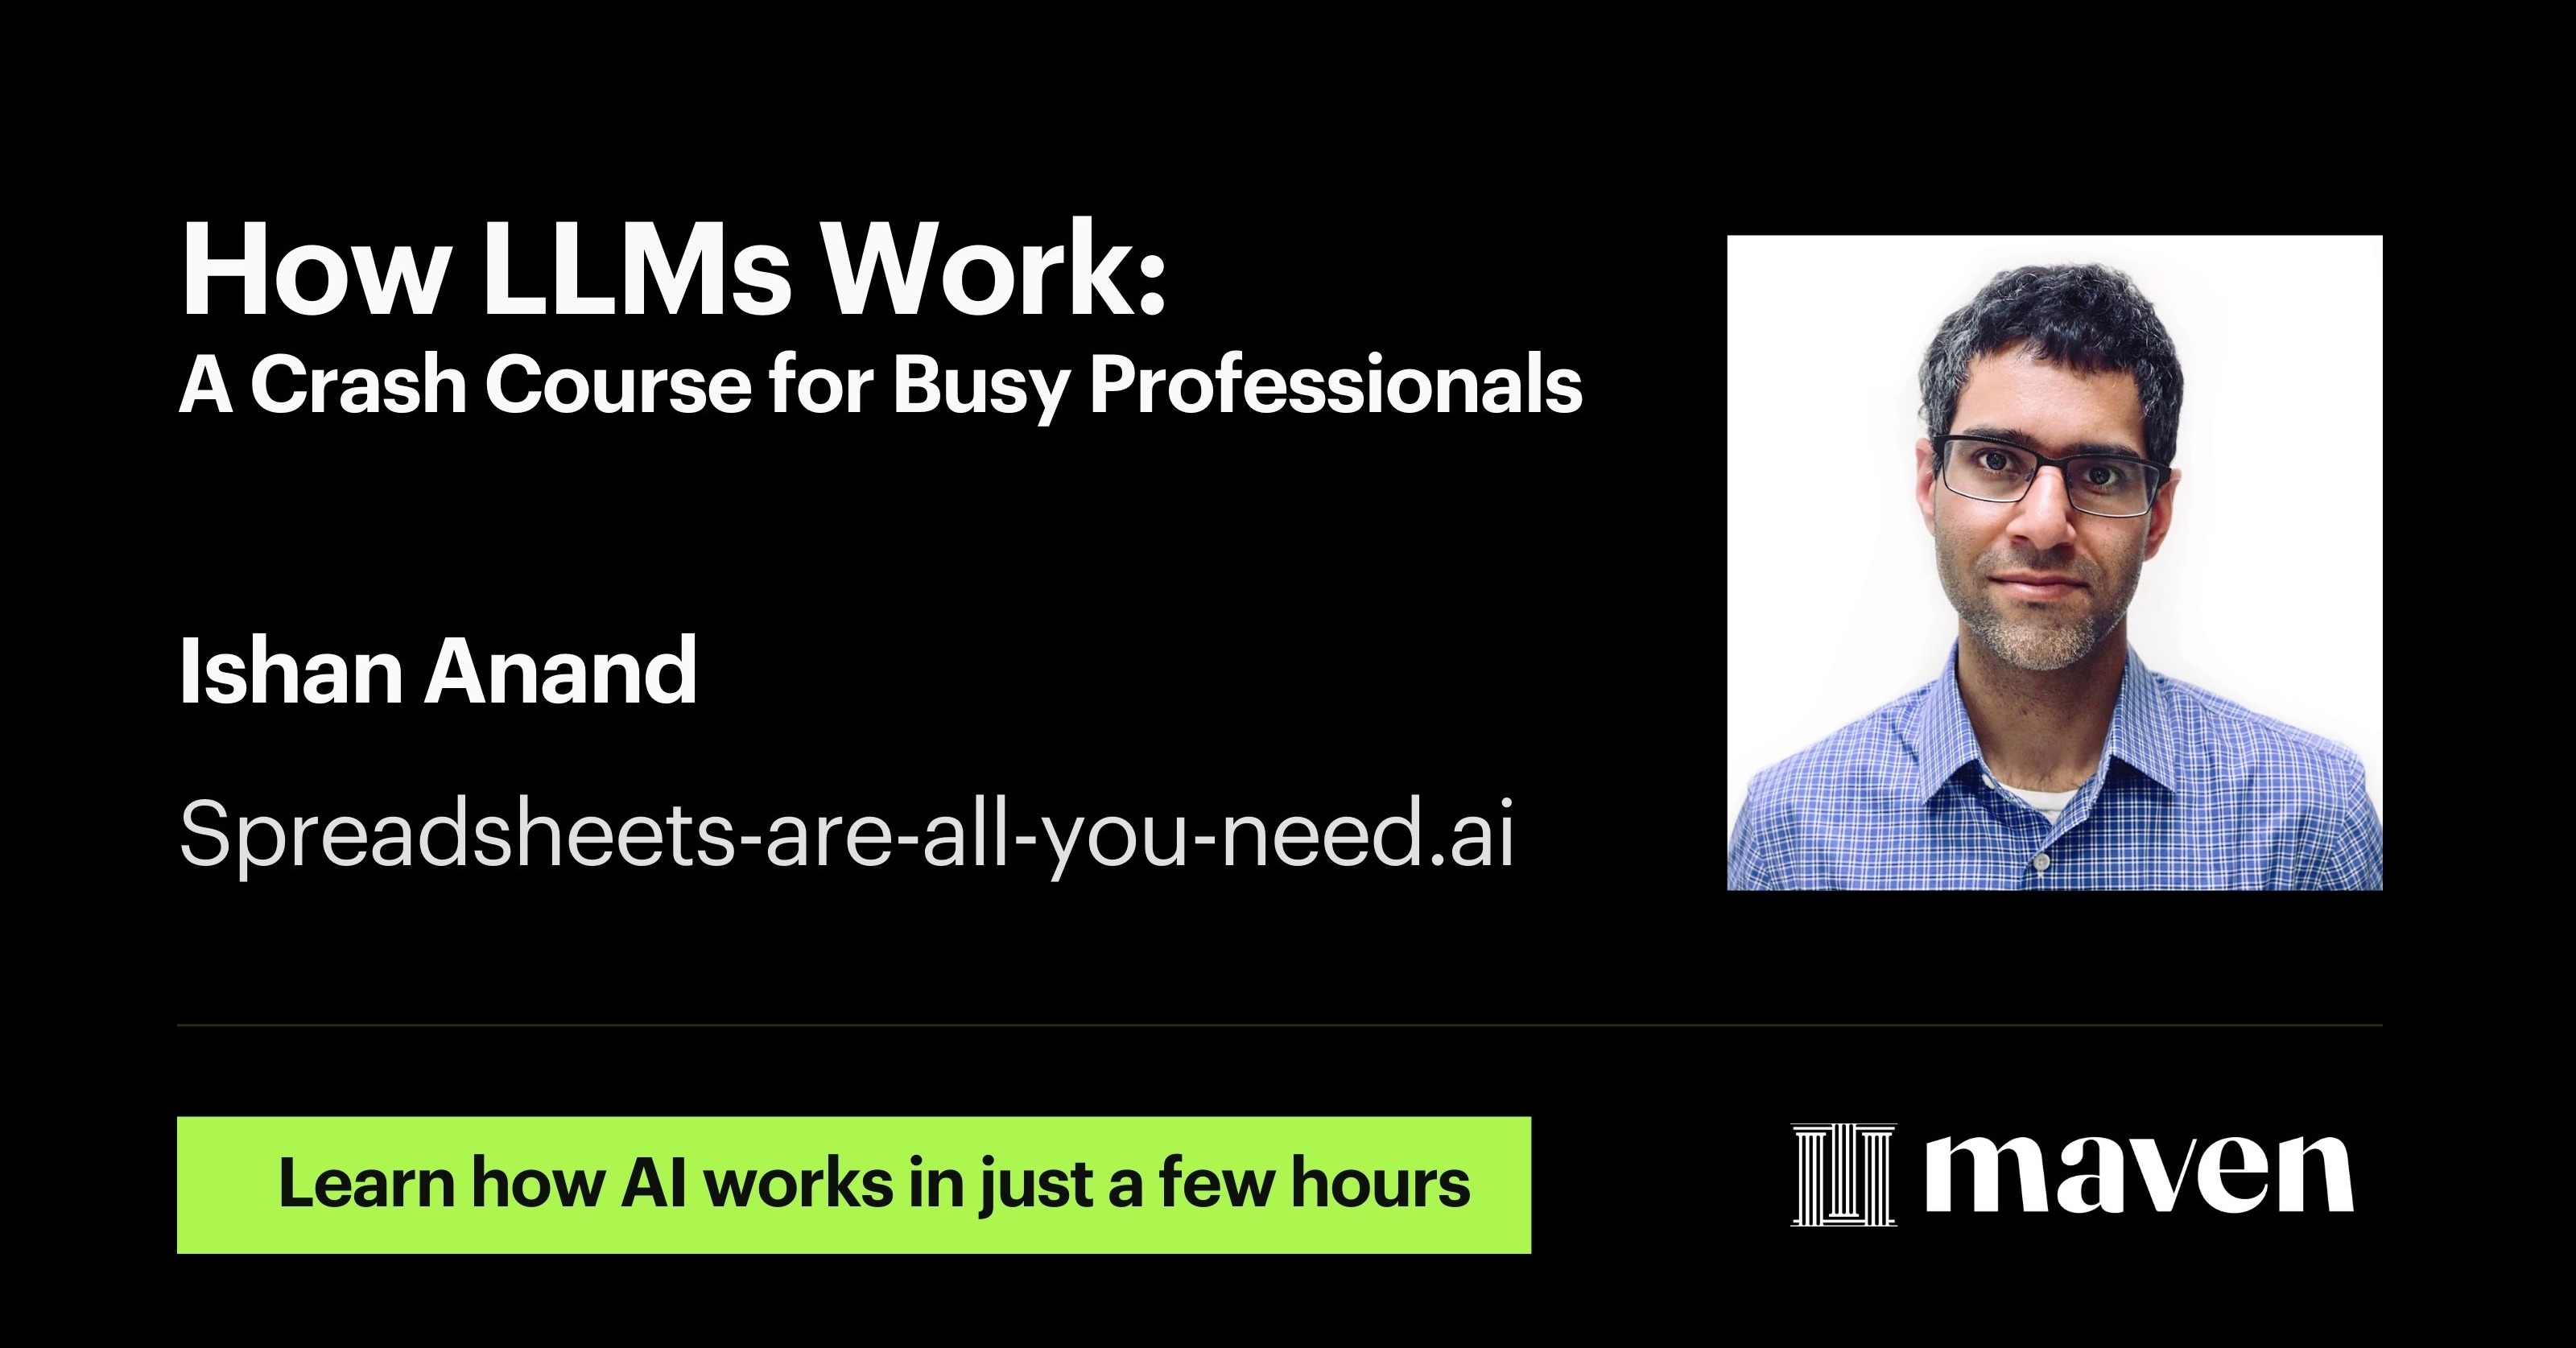 How LLMs Work:
A Crash Course for Busy Professionals
Ishan Anand
Spreadsheets-are-all-you-need.ai
Learn how AI works in just a few hours
maven